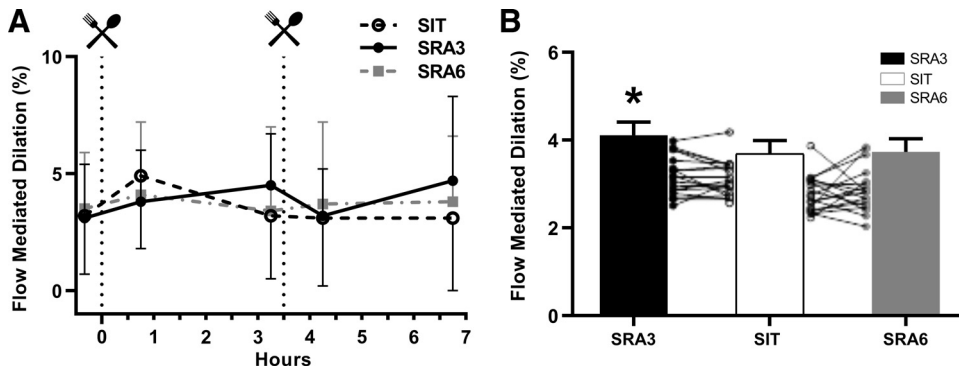 A
SIT
SRA3
SRA6
Flow Mediated Dilation (%)
10
5
0
0 1 2 3 4 5 6 7
Hours
B
*
SRA3
SIT
SRA6
Flow Mediated Dilation (%)
6
4
2
0
SRA3 SIT SRA6